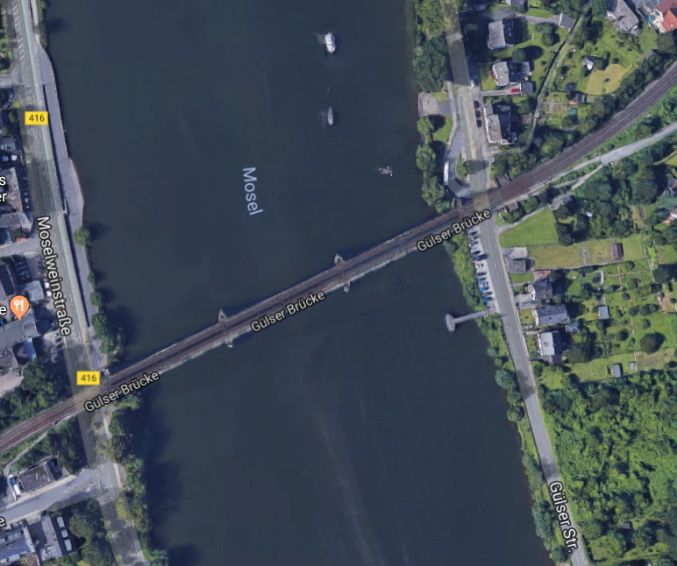 416
Mosel
Moselweinstraße
Gülser Brücke
Gülser Brücke
416
Gülser Brücke
Gülser Str.